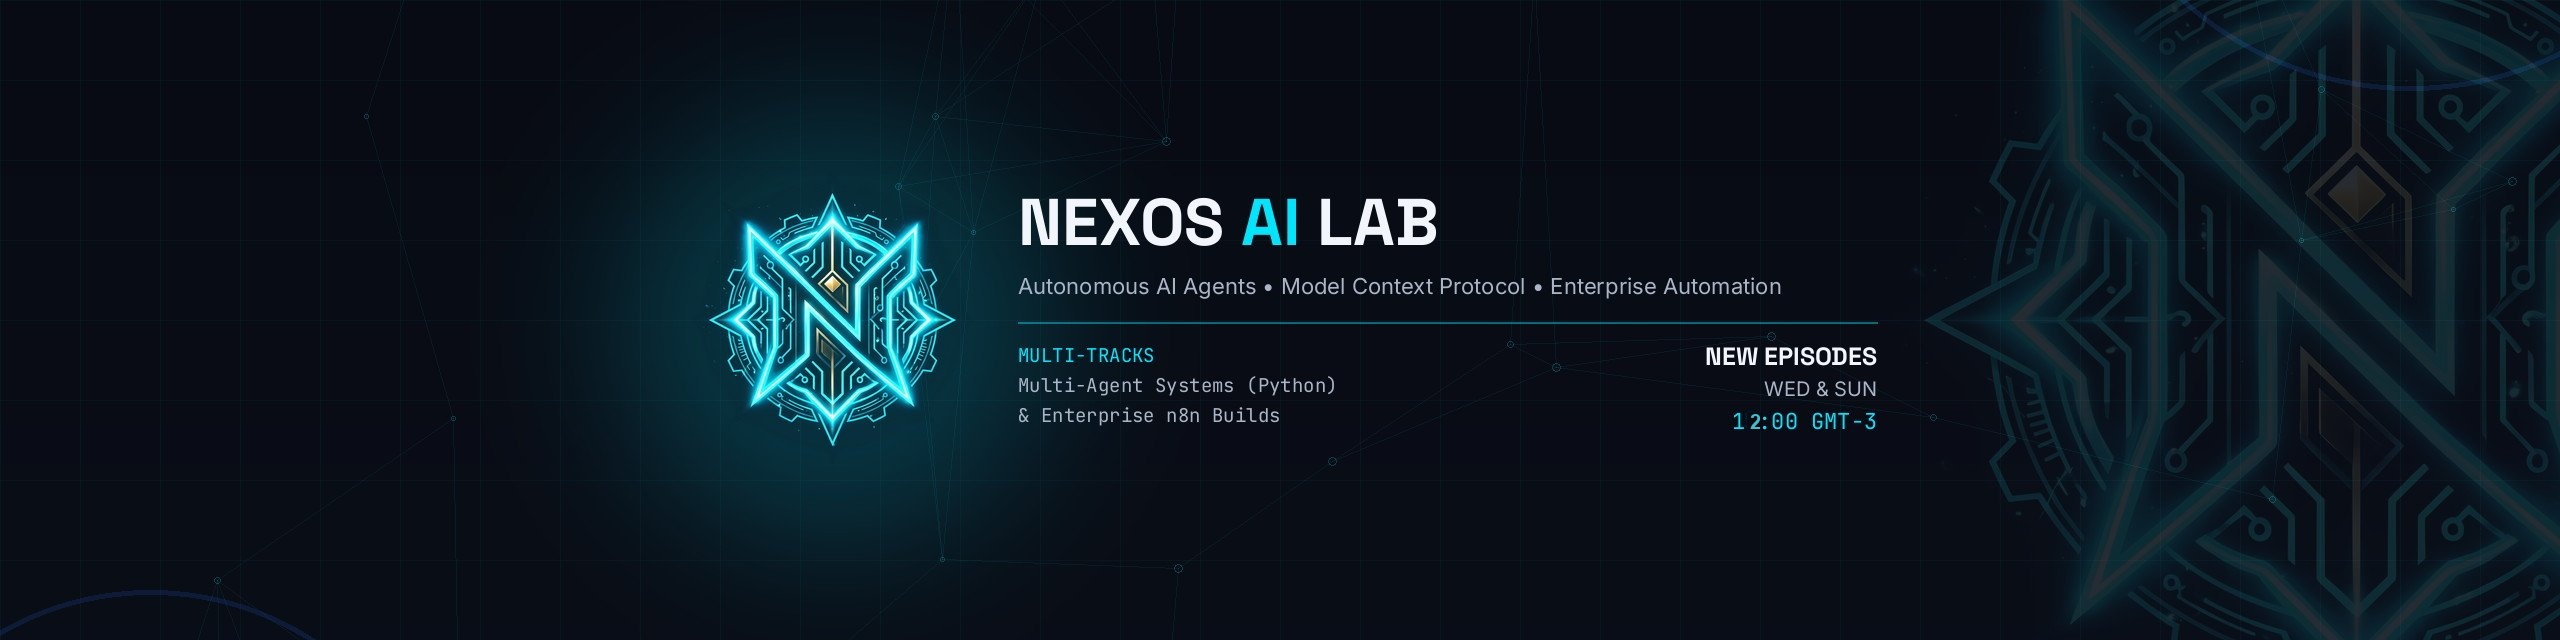 NEXOS AI LAB
Autonomous AI Agents • Model Context Protocol • Enterprise Automation
MULTI-TRACKS
Multi-Agent Systems (Python)
& Enterprise n8n Builds
NEW EPISODES
WED & SUN
12:00 GMT-3